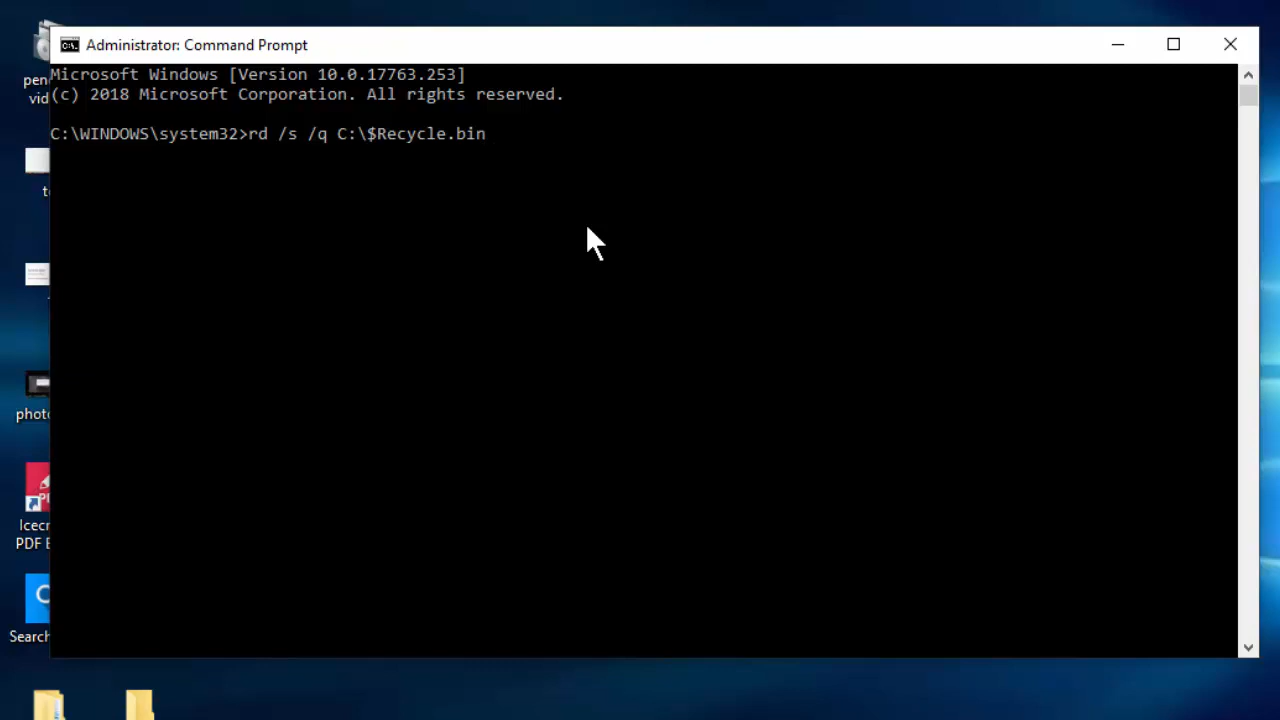 Administrator: Command Prompt
Microsoft Windows [Version 10.0.17763.253]
(c) 2018 Microsoft Corporation. All rights reserved.
C:\WINDOWS\system32>rd /s /q C:\$Recycle.bin
PDF
Search